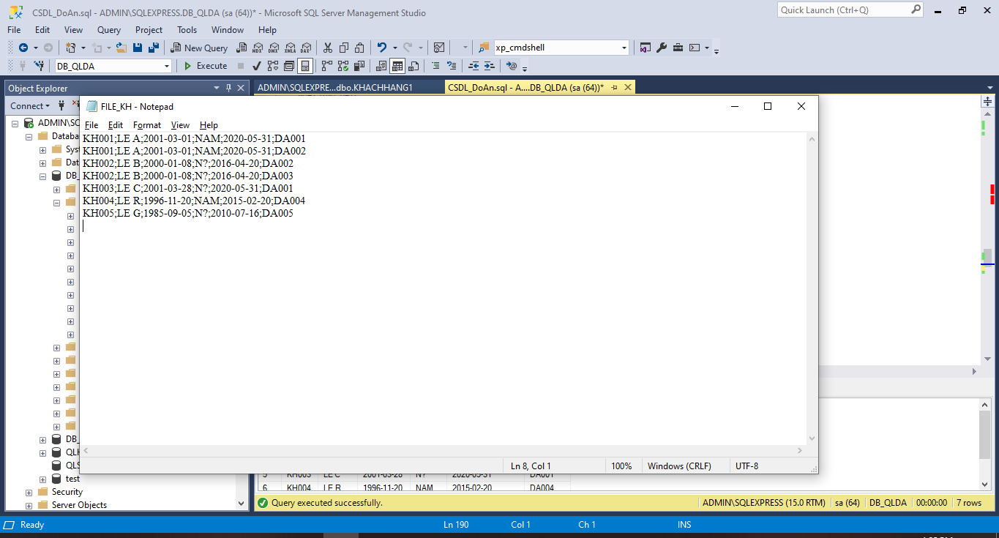 CSDL_DoAn.sql - ADMIN\SQLEXPRESS.DB_QLDA (sa (64))* - Microsoft SQL Server Management Studio
Quick Launch (Ctrl+Q)
File Edit View Query Project Tools Window Help
New Query MDX DMX XMLA DAX xp_cmdshell
DB_QLDA Execute
Object Explorer
ADMIN\SQLEXPRE...dbo.KHACHHANG1
CSDL_DoAn.sql - A....DB_QLDA (sa (64))*
Connect
ADMIN\SQ
Databa
Syst
Dat
DB_
DB_
QLS
test
Security
Server Objects
FILE_KH - Notepad
File Edit Format View Help
KH001;LE A;2001-03-01;NAM;2020-05-31;DA001
KH001;LE A;2001-03-01;NAM;2020-05-31;DA002
KH002;LE B;2000-01-08;N?;2016-04-20;DA002
KH002;LE B;2000-01-08;N?;2016-04-20;DA003
KH003;LE C;2001-03-28;N?;2020-05-31;DA001
KH004;LE R;1996-11-20;NAM;2015-02-20;DA004
KH005;LE G;1985-09-05;N?;2010-07-16;DA005
Ln 8, Col 1 100% Windows (CRLF) UTF-8
5 KH003 LE C 2001-03-28 N? 2020-05-31 DA001
6 KH004 LE R 1996-11-20 NAM 2015-02-20 DA004
Query executed successfully. ADMIN\SQLEXPRESS (15.0 RTM) sa (64) DB_QLDA 00:00:00 7 rows
Ready Ln 190 Col 1 Ch 1 INS